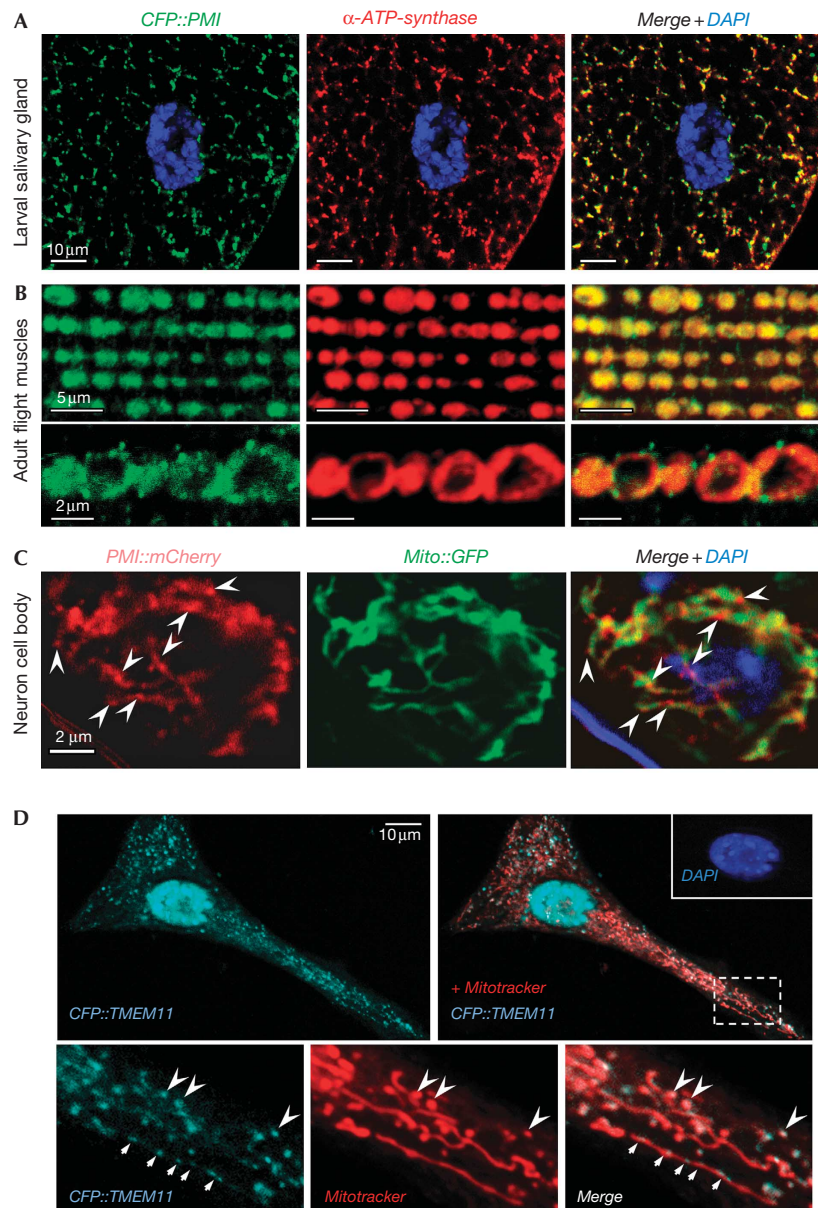 A
CFP::PMI
α-ATP-synthase
Merge + DAPI
Larval salivary gland
10 µm
B
Adult flight muscles
5 µm
2 µm
C
PMI::mCherry
Mito::GFP
Merge + DAPI
Neuron cell body
2 µm
D
10 µm
DAPI
CFP::TMEM11
+ Mitotracker
CFP::TMEM11
CFP::TMEM11
Mitotracker
Merge